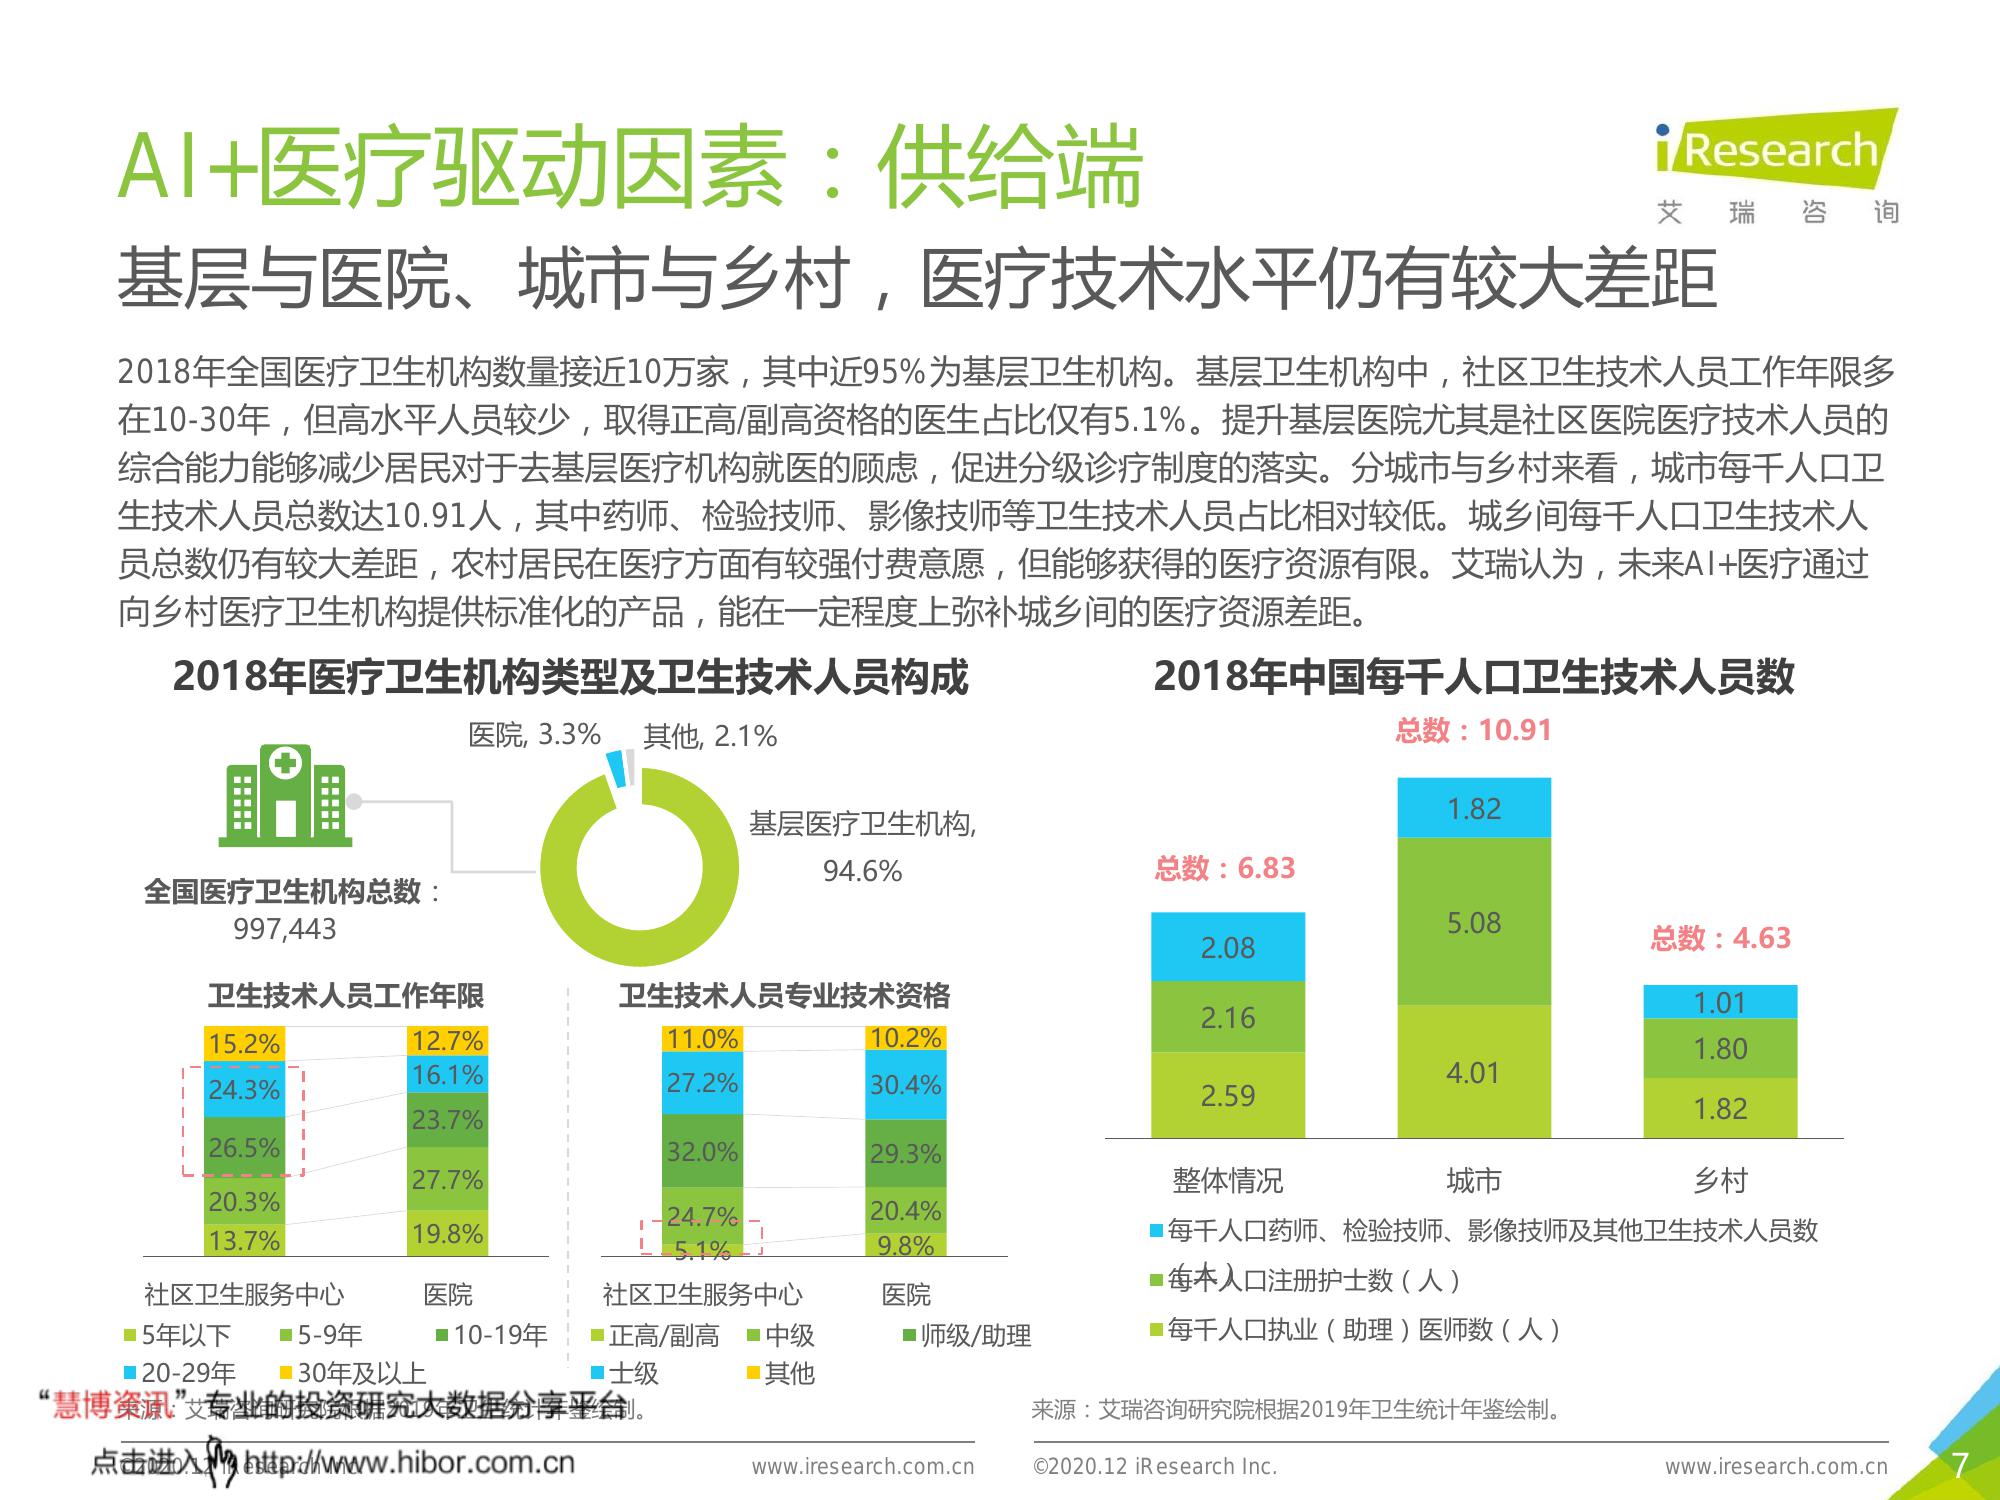 AI+医疗驱动因素：供给端
iResearch
艾 瑞 咨 询
基层与医院、城市与乡村，医疗技术水平仍有较大差距
2018年全国医疗卫生机构数量接近10万家，其中近95%为基层卫生机构。基层卫生机构中，社区卫生技术人员工作年限多
在10-30年，但高水平人员较少，取得正高/副高资格的医生占比仅有5.1%。提升基层医院尤其是社区医院医疗技术人员的
综合能力能够减少居民对于去基层医疗机构就医的顾虑，促进分级诊疗制度的落实。分城市与乡村来看，城市每千人口卫
生技术人员总数达10.91人，其中药师、检验技师、影像技师等卫生技术人员占比相对较低。城乡间每千人口卫生技术人
员总数仍有较大差距，农村居民在医疗方面有较强付费意愿，但能够获得的医疗资源有限。艾瑞认为，未来AI+医疗通过
向乡村医疗卫生机构提供标准化的产品，能在一定程度上弥补城乡间的医疗资源差距。
2018年医疗卫生机构类型及卫生技术人员构成
医院, 3.3%
其他, 2.1%
基层医疗卫生机构,
94.6%
全国医疗卫生机构总数：
997,443
卫生技术人员工作年限
15.2%
12.7%
24.3%
16.1%
26.5%
23.7%
20.3%
27.7%
13.7%
19.8%
社区卫生服务中心
医院
5年以下
5-9年
10-19年
20-29年
30年及以上
卫生技术人员专业技术资格
11.0%
10.2%
27.2%
30.4%
32.0%
29.3%
24.7%
20.4%
5.1%
9.8%
社区卫生服务中心
医院
正高/副高
中级
师级/助理
士级
其他
来源：艾瑞咨询研究院根据2019年卫生统计年鉴绘制。
2018年中国每千人口卫生技术人员数
总数：10.91
总数：6.83
总数：4.63
1.82
5.08
4.01
2.08
2.16
2.59
1.01
1.80
1.82
整体情况
城市
乡村
每千人口药师、检验技师、影像技师及其他卫生技术人员数
（人）
每千人口注册护士数（人）
每千人口执业（助理）医师数（人）
来源：艾瑞咨询研究院根据2019年卫生统计年鉴绘制。
“慧博资讯”专业的投资研究大数据分享平台
点击进入 http://www.hibor.com.cn
©2020.12 iResearch Inc.
www.iresearch.com.cn
©2020.12 iResearch Inc.
www.iresearch.com.cn
7